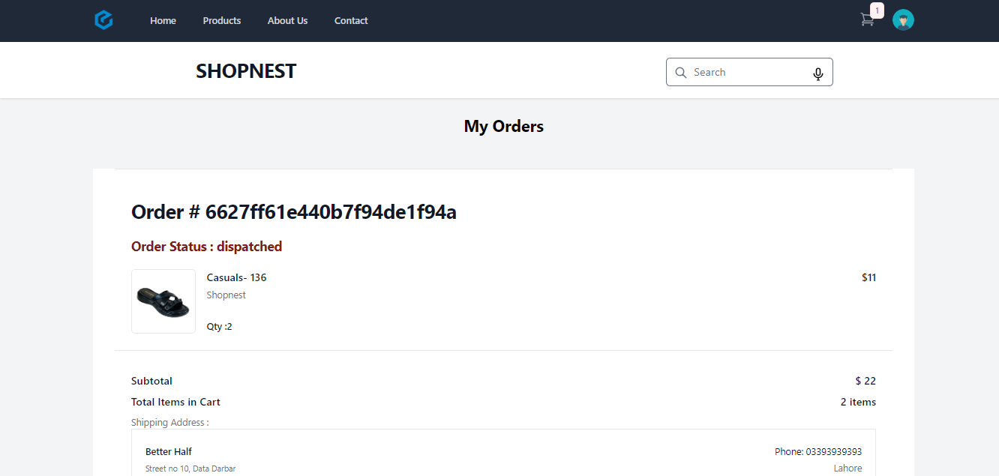 Home Products About Us Contact 1
SHOPNEST Search
My Orders
Order # 6627ff61e440b7f94de1f94a
Order Status : dispatched
Casuals- 136 $11
Shopnest
Qty :2
Subtotal $ 22
Total Items in Cart 2 items
Shipping Address :
Better Half Phone: 03393939393
Street no 10, Data Darbar Lahore